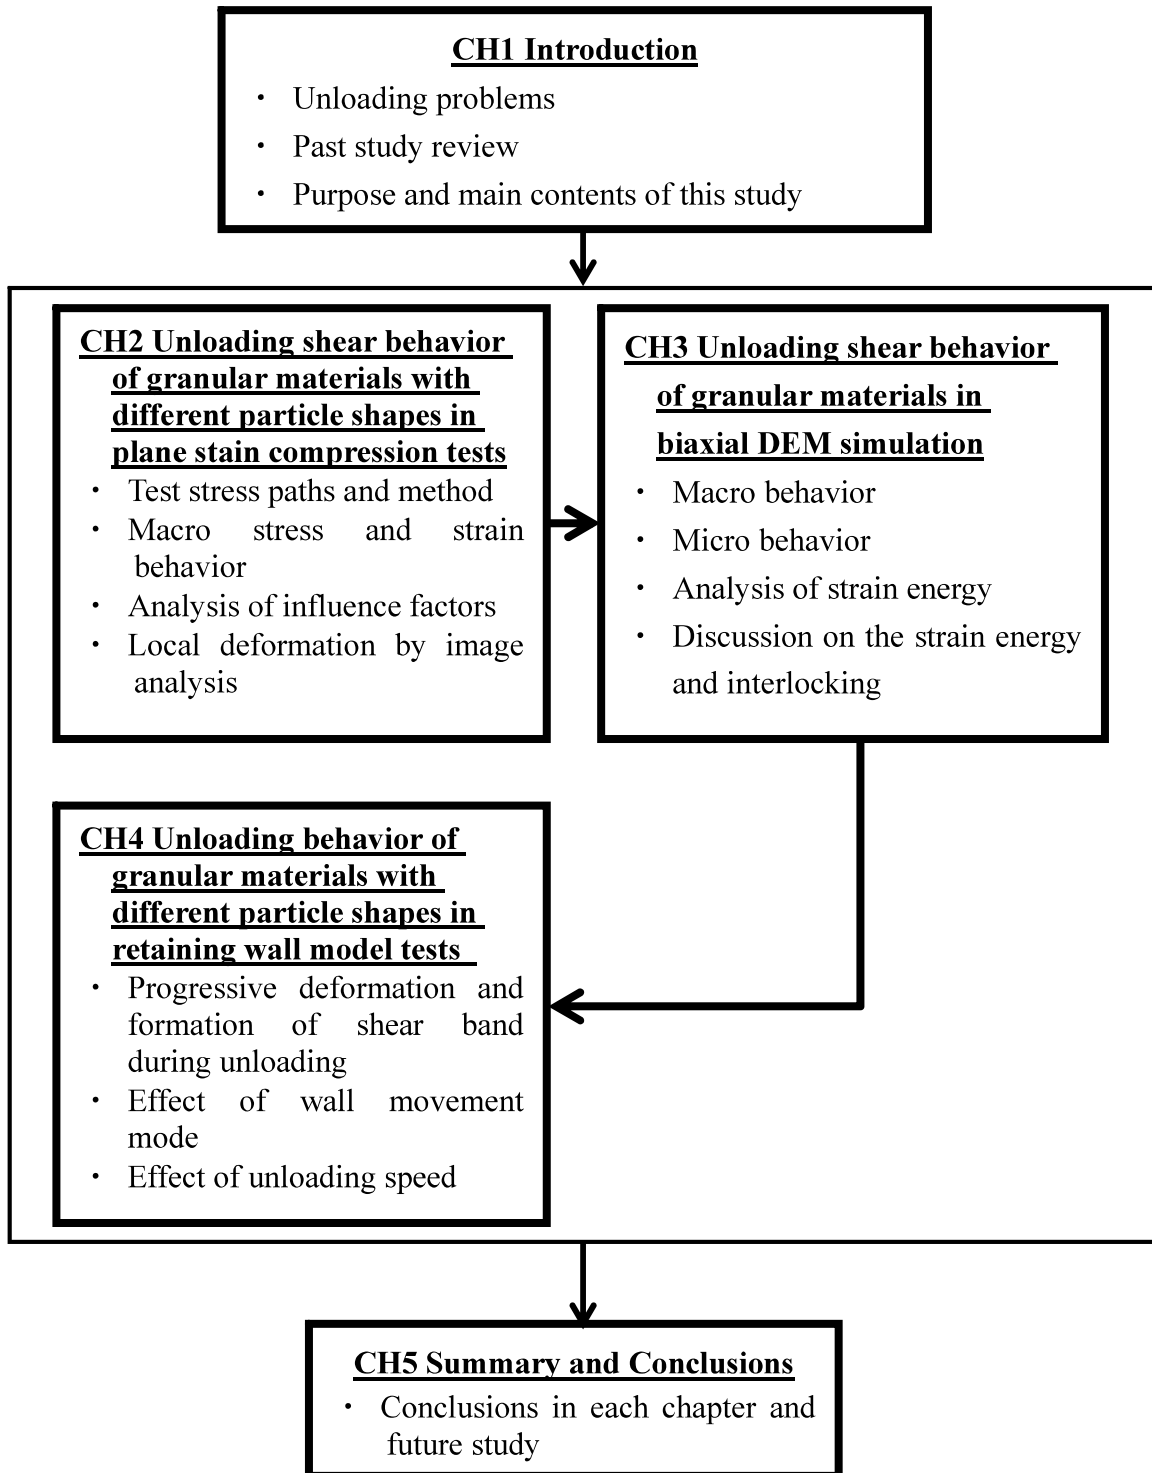 CH1 Introduction
· Unloading problems
· Past study review
· Purpose and main contents of this study
CH2 Unloading shear behavior
of granular materials with
different particle shapes in
plane stain compression tests
· Test stress paths and method
· Macro stress and strain
behavior
· Analysis of influence factors
· Local deformation by image
analysis
CH3 Unloading shear behavior
of granular materials in
biaxial DEM simulation
· Macro behavior
· Micro behavior
· Analysis of strain energy
· Discussion on the strain energy
and interlocking
CH4 Unloading behavior of
granular materials with
different particle shapes in
retaining wall model tests
· Progressive deformation and
formation of shear band
during unloading
· Effect of wall movement
mode
· Effect of unloading speed
CH5 Summary and Conclusions
· Conclusions in each chapter and
future study